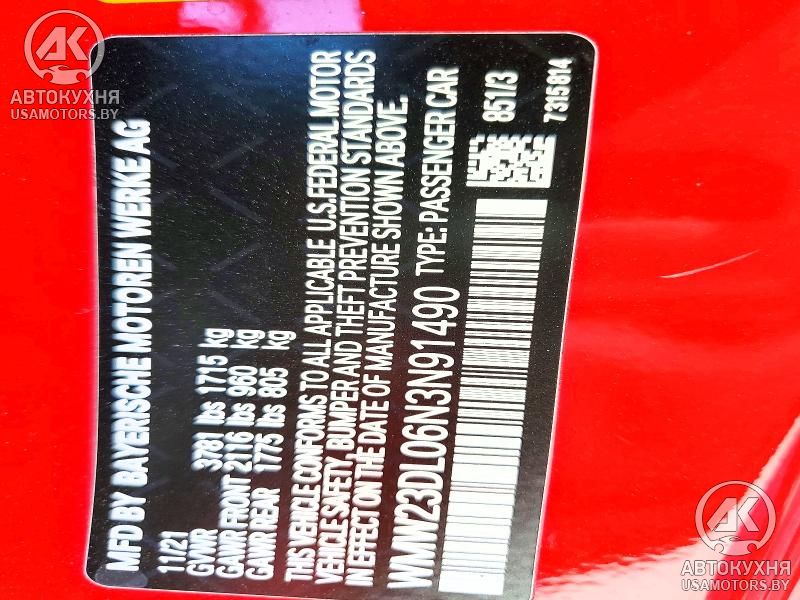 MFD BY BAYERISCHE MOTOREN WERKE AG
11/21
GVWR 3781 lbs 1715 kg
GAWR FRONT 2116 lbs 960 kg
GAWR REAR 1775 lbs 805 kg
THIS VEHICLE CONFORMS TO ALL APPLICABLE U.S. FEDERAL MOTOR
VEHICLE SAFETY, BUMPER AND THEFT PREVENTION STANDARDS
IN EFFECT ON THE DATE OF MANUFACTURE SHOWN ABOVE.
WMW23DL06N3N91490 TYPE: PASSENGER CAR
851/3
7315814
АК
АВТОКУХНЯ
USAMOTORS.BY
АК
АВТОКУХНЯ
USAMOTORS.BY